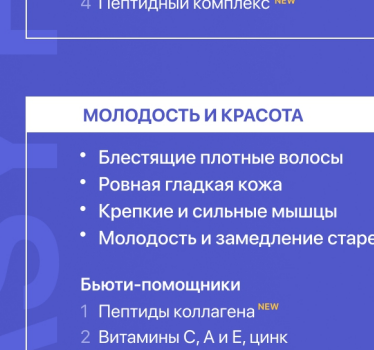 4 Пептидный комплекс NEW
МОЛОДОСТЬ И КРАСОТА
• Блестящие плотные волосы
• Ровная гладкая кожа
• Крепкие и сильные мышцы
• Молодость и замедление старе
Бьюти-помощники
1 Пептиды коллагена NEW
2 Витамины С, А и Е, цинк